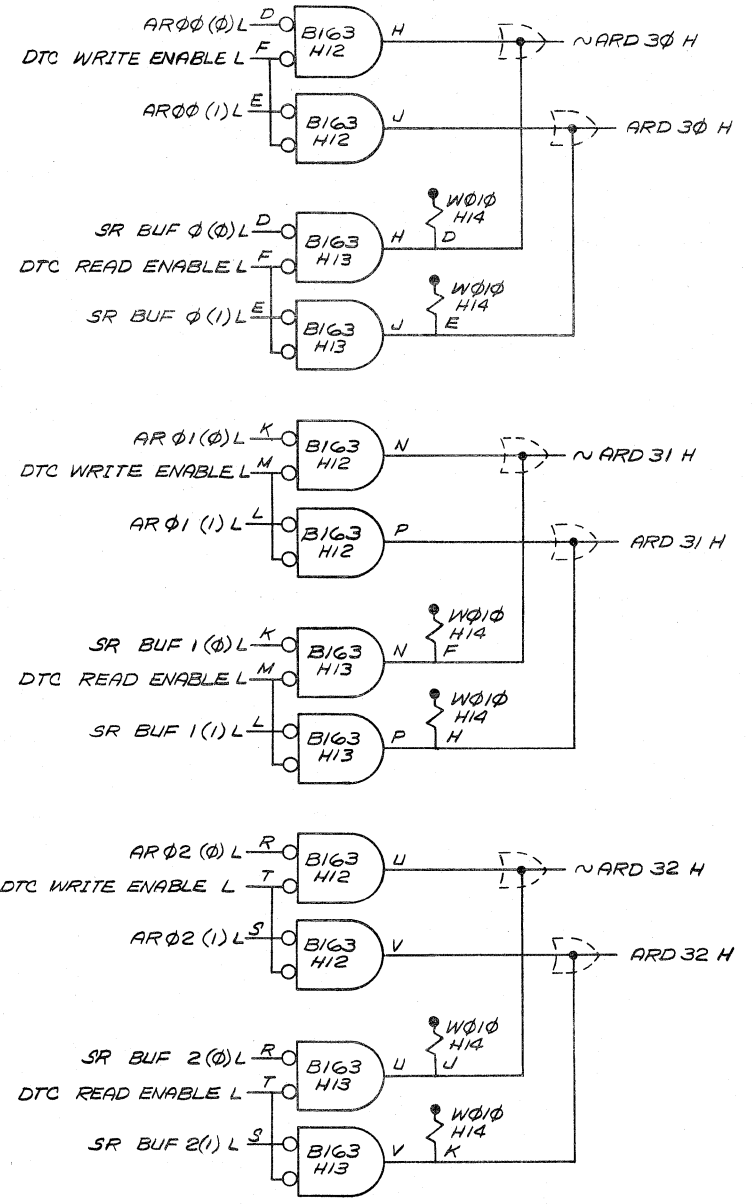 ARØØ(Ø)L D B163 H12 H ~ARD 3Ø H
DTC WRITE ENABLE L F
ARØØ(1)L E B163 H12 J ARD 3Ø H
WØ1Ø
H14
SR BUF Ø(Ø)L D B163 H13 H D
DTC READ ENABLE L F
WØ1Ø
H14
SR BUF Ø(1)L E B163 H13 J E
ARØ1(Ø)L K B163 H12 N ~ARD 31 H
DTC WRITE ENABLE L M
ARØ1(1)L L B163 H12 P ARD 31 H
WØ1Ø
H14
SR BUF 1(Ø)L K B163 H13 N F
DTC READ ENABLE L M
WØ1Ø
H14
SR BUF 1(1)L L B163 H13 P H
ARØ2(Ø)L R B163 H12 U ~ARD 32 H
DTC WRITE ENABLE L T
ARØ2(1)L S B163 H12 V ARD 32 H
WØ1Ø
H14
SR BUF 2(Ø)L R B163 H13 U J
DTC READ ENABLE L T
WØ1Ø
H14
SR BUF 2(1)L S B163 H13 V K